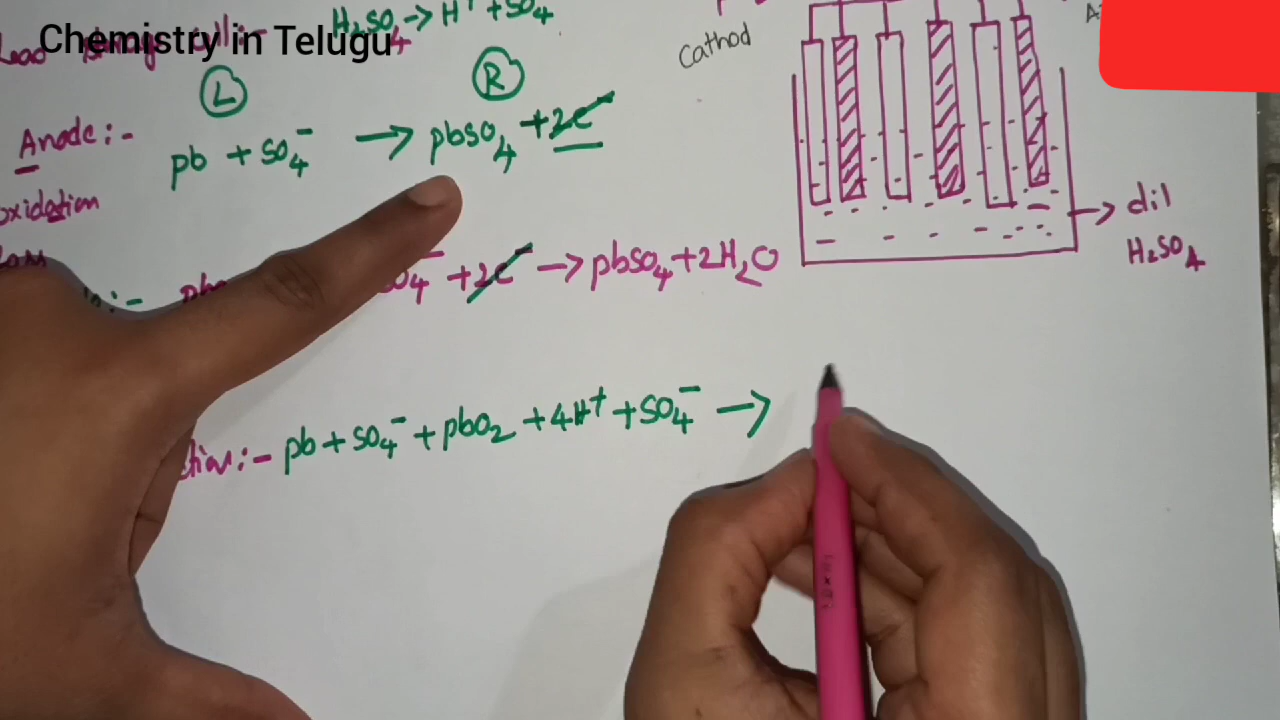 H₂SO₄ → H⁺ + SO₄
Chemistry in Telugu
Cathod
L R
Anode:- pb + SO₄⁻ → pbSO₄ + 2e⁻
oxidation
Loss
+ 2e⁻ → pbSO₄ + 2H₂O
dil
H₂SO₄
pb + SO₄⁻ + pbO₂ + 4H⁺ + SO₄⁻ →